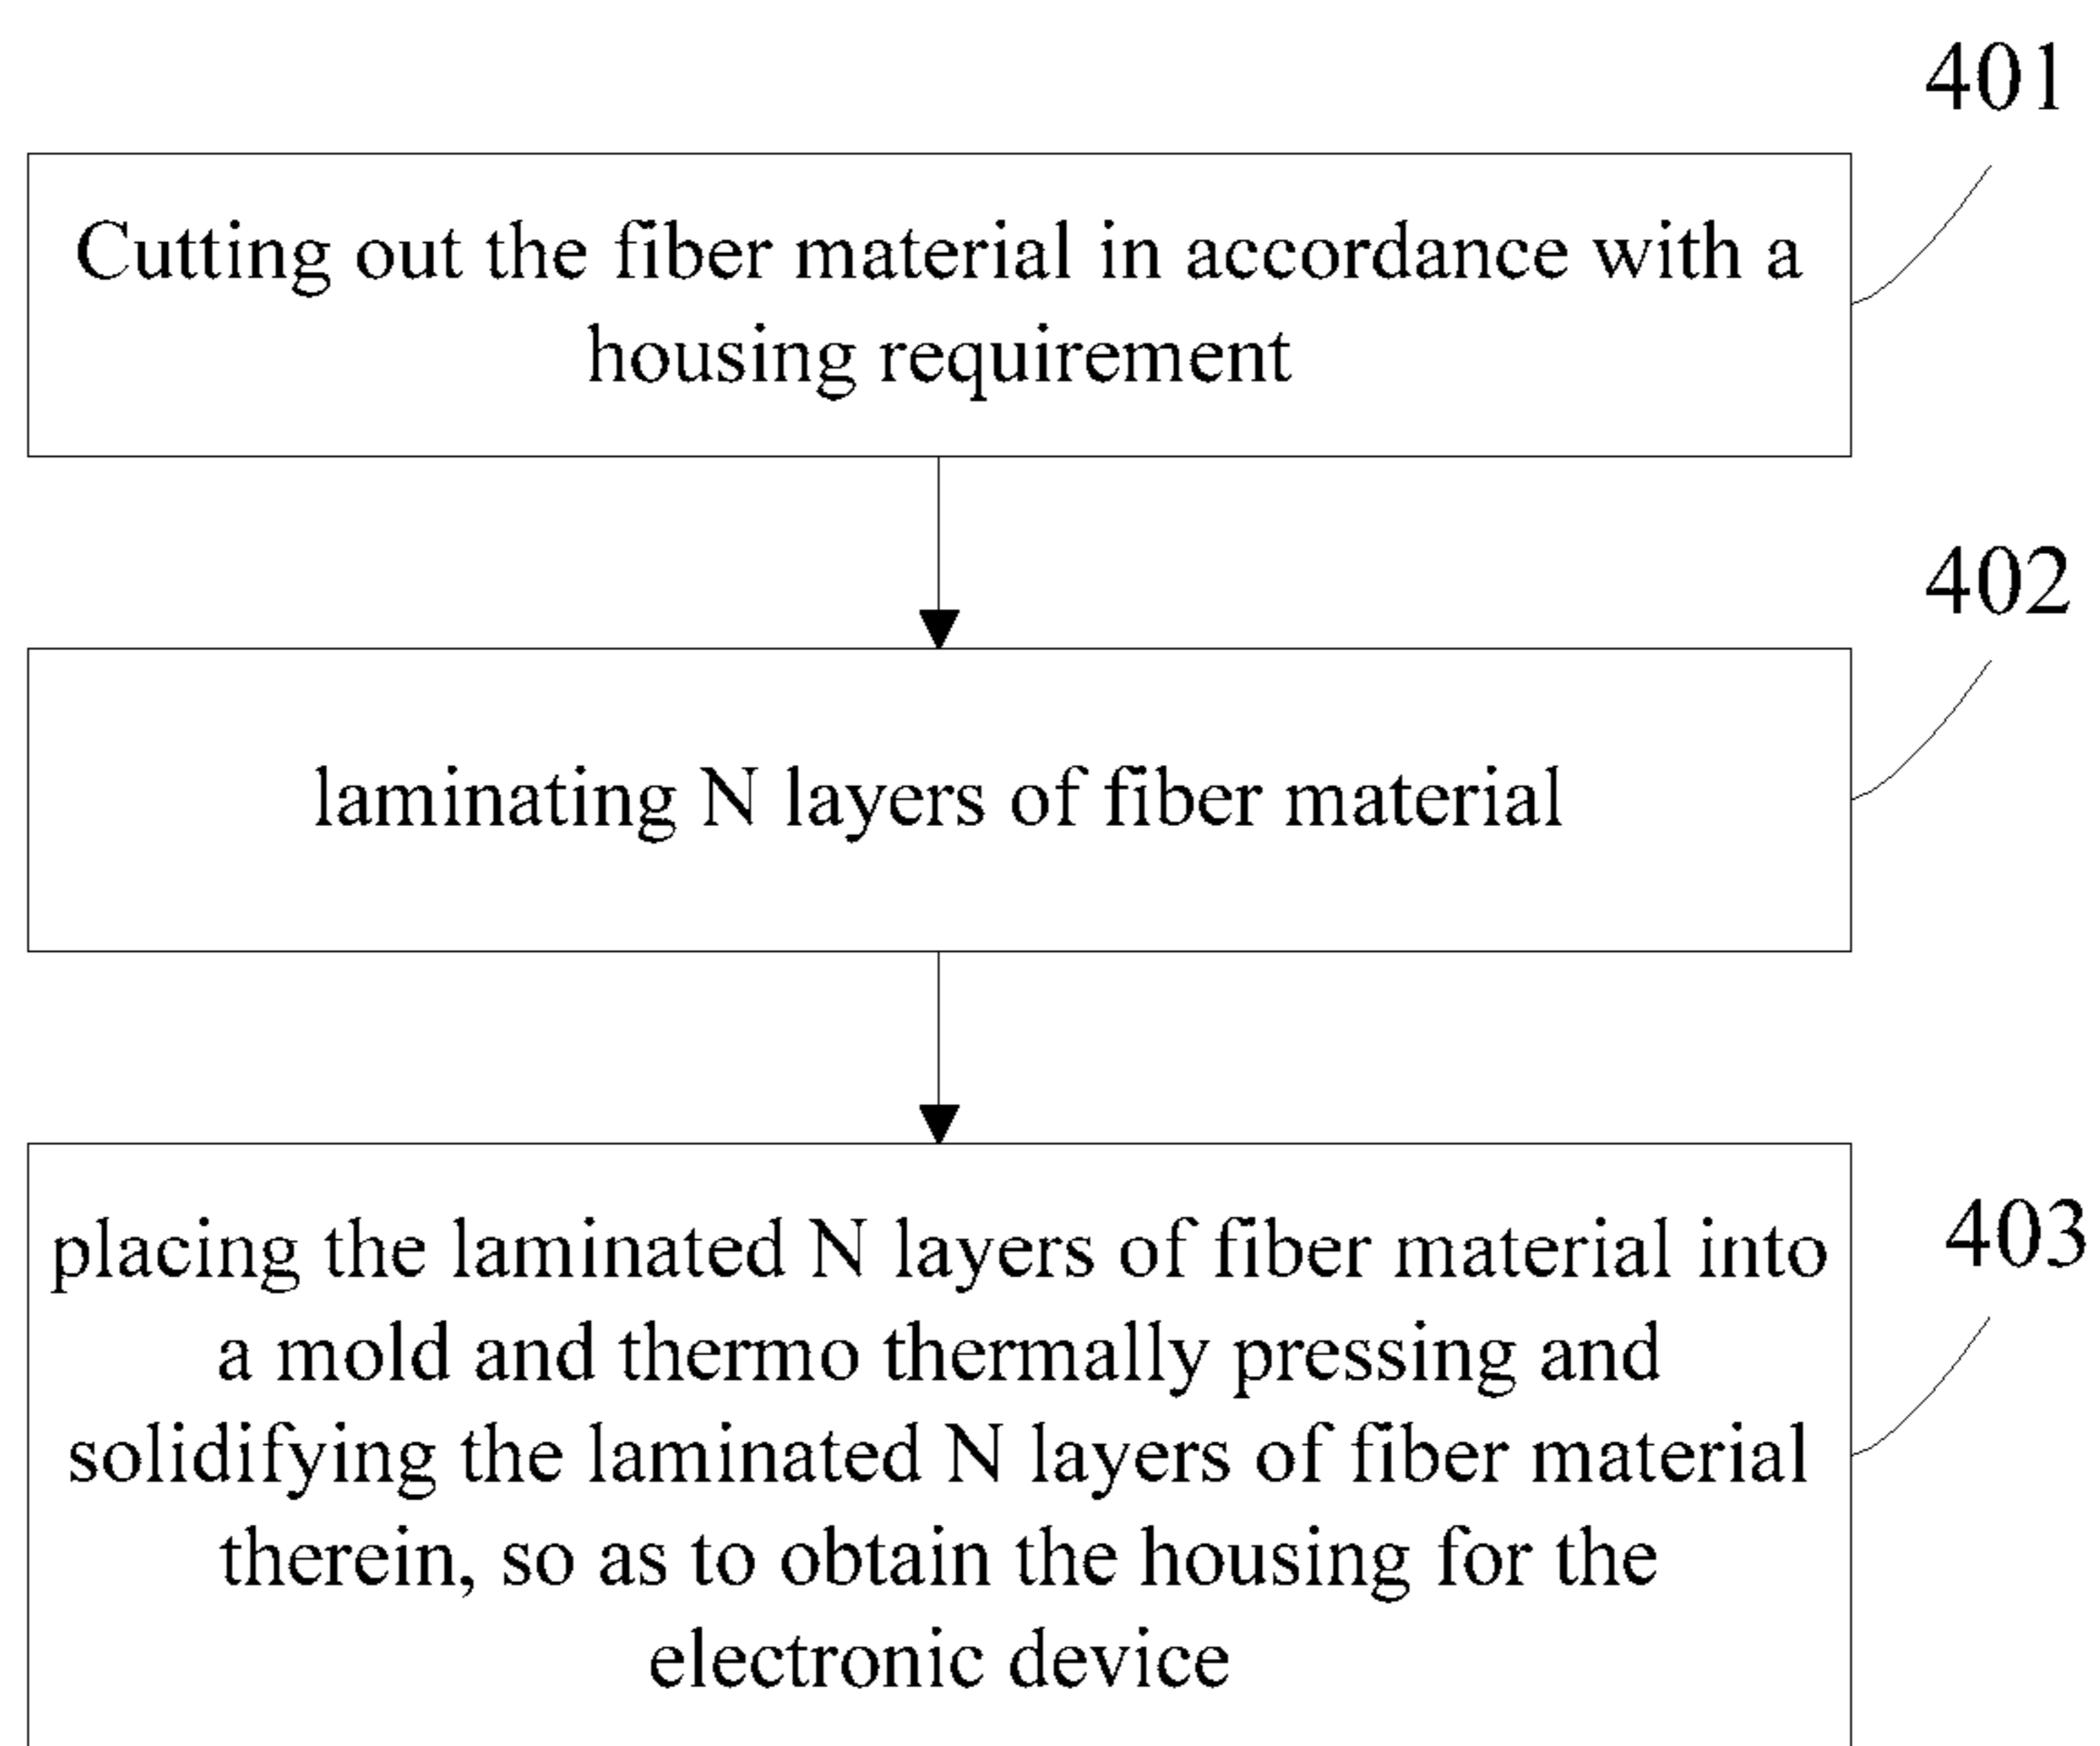 401
Cutting out the fiber material in accordance with a
housing requirement
402
laminating N layers of fiber material
403
placing the laminated N layers of fiber material into
a mold and thermo thermally pressing and
solidifying the laminated N layers of fiber material
therein, so as to obtain the housing for the
electronic device